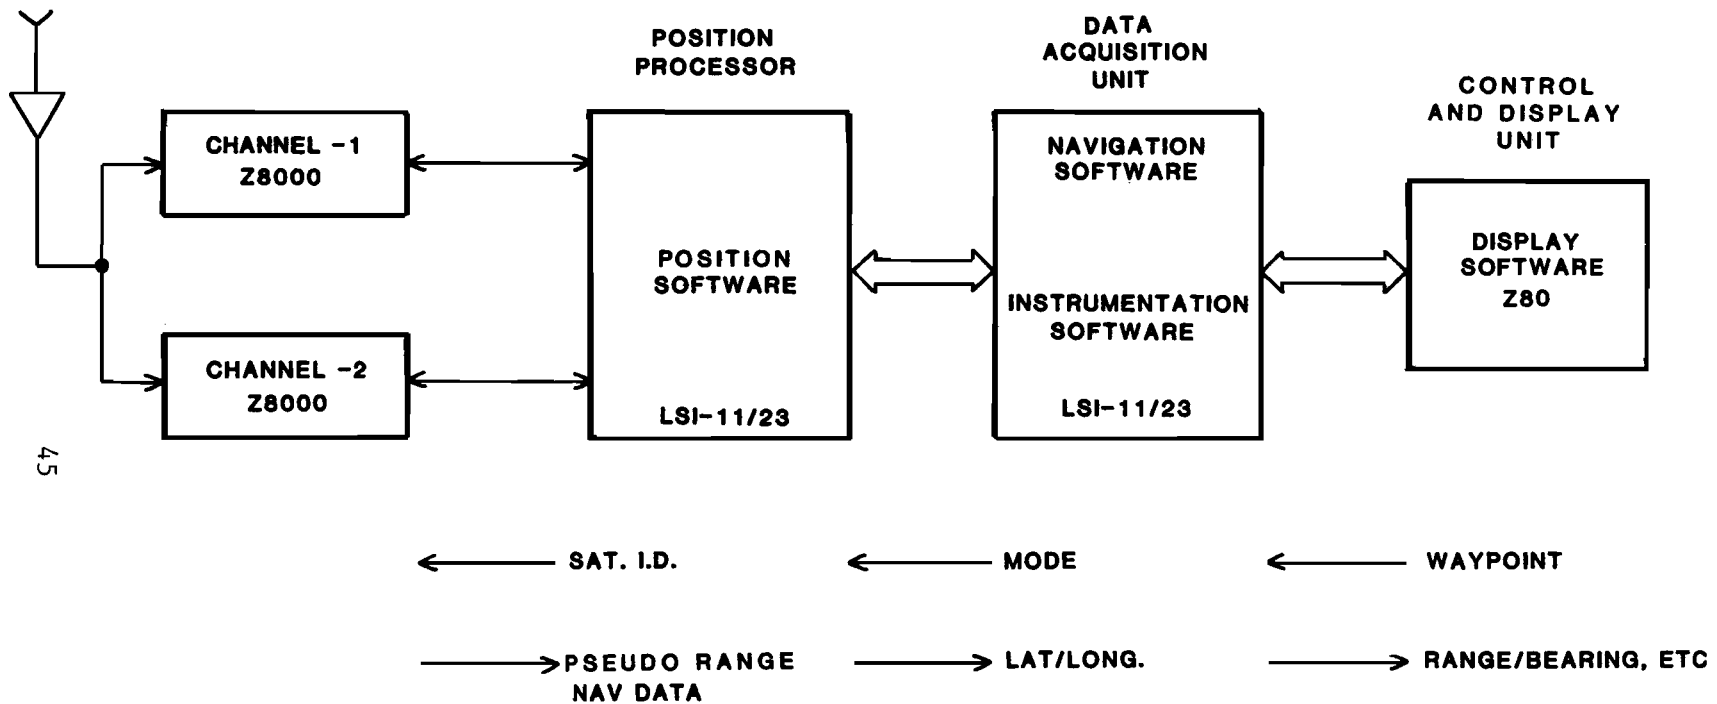 POSITION
PROCESSOR
DATA
ACQUISITION
UNIT
CONTROL
AND DISPLAY
UNIT
CHANNEL -1
Z8000
CHANNEL -2
Z8000
POSITION
SOFTWARE
LSI-11/23
NAVIGATION
SOFTWARE
INSTRUMENTATION
SOFTWARE
LSI-11/23
DISPLAY
SOFTWARE
Z80
45
SAT. I.D.
MODE
WAYPOINT
PSEUDO RANGE
NAV DATA
LAT/LONG.
RANGE/BEARING, ETC